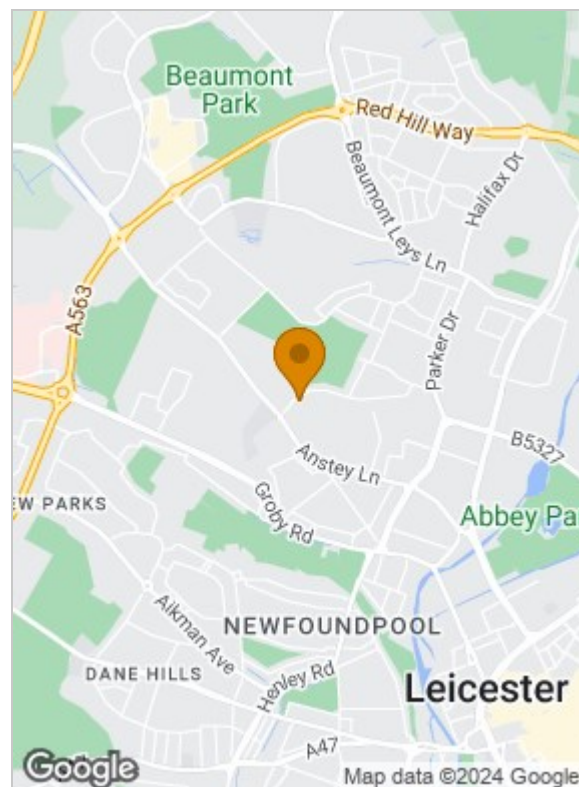 Beaumont
Park
Red Hill Way
Beaumont Leys Ln
Halifax Dr
A563
Parker Dr
Anstey Ln
B5327
Groby Rd
EW PARKS
Abbey Pa
Aikman Ave
NEWFOUNDPOOL
DANE HILLS
Henley Rd
Leicester
A47
Google
Map data ©2024 Google